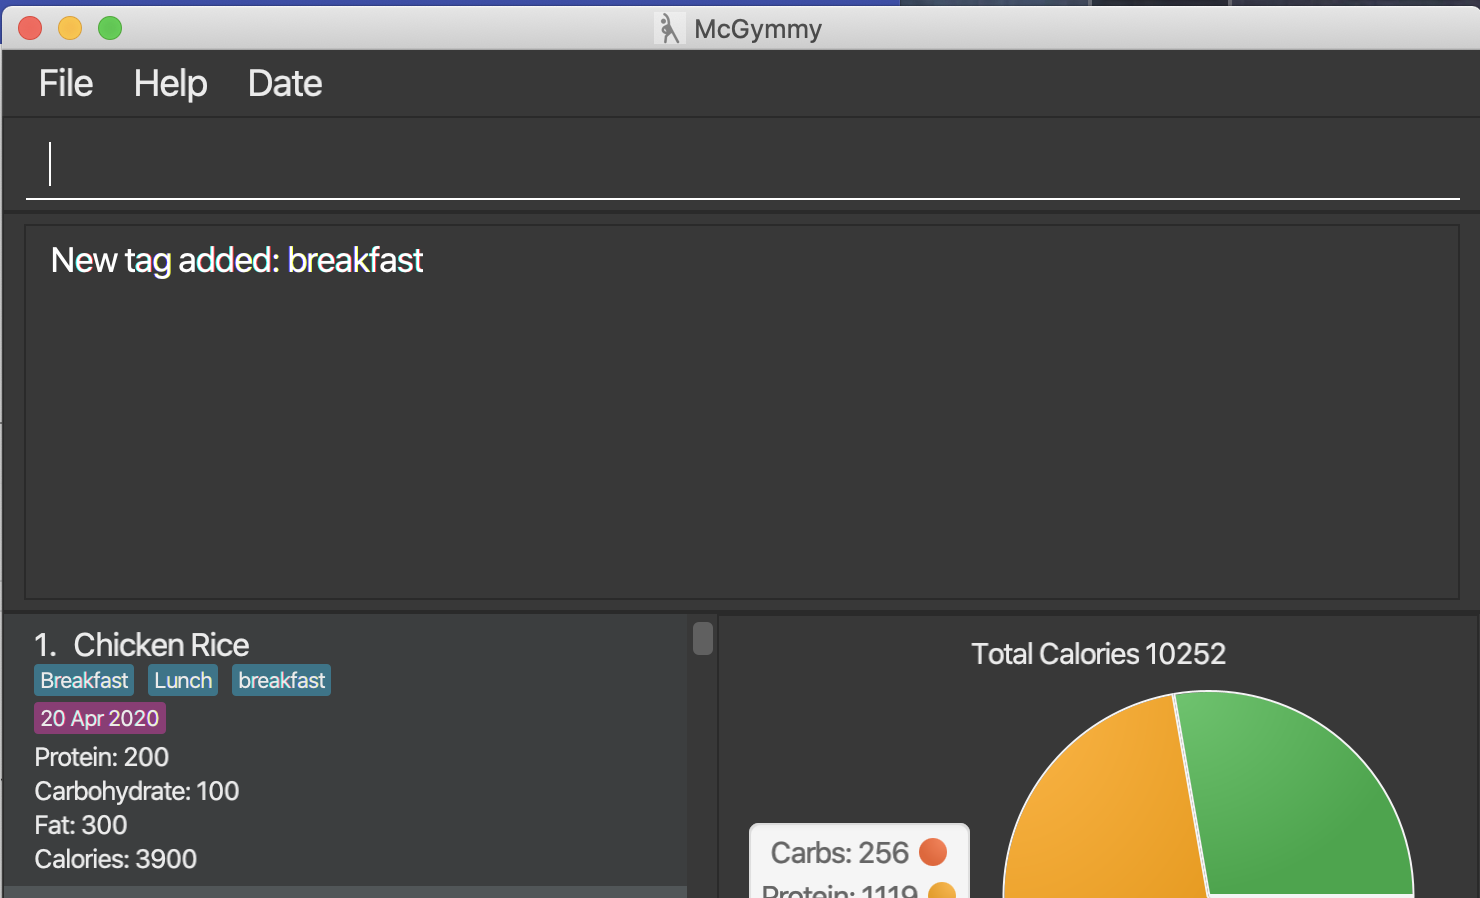 McGymmy
File Help Date
New tag added: breakfast
1. Chicken Rice
Breakfast Lunch breakfast
20 Apr 2020
Protein: 200
Carbohydrate: 100
Fat: 300
Calories: 3900
Total Calories 10252
Carbs: 256
Protein: 1119